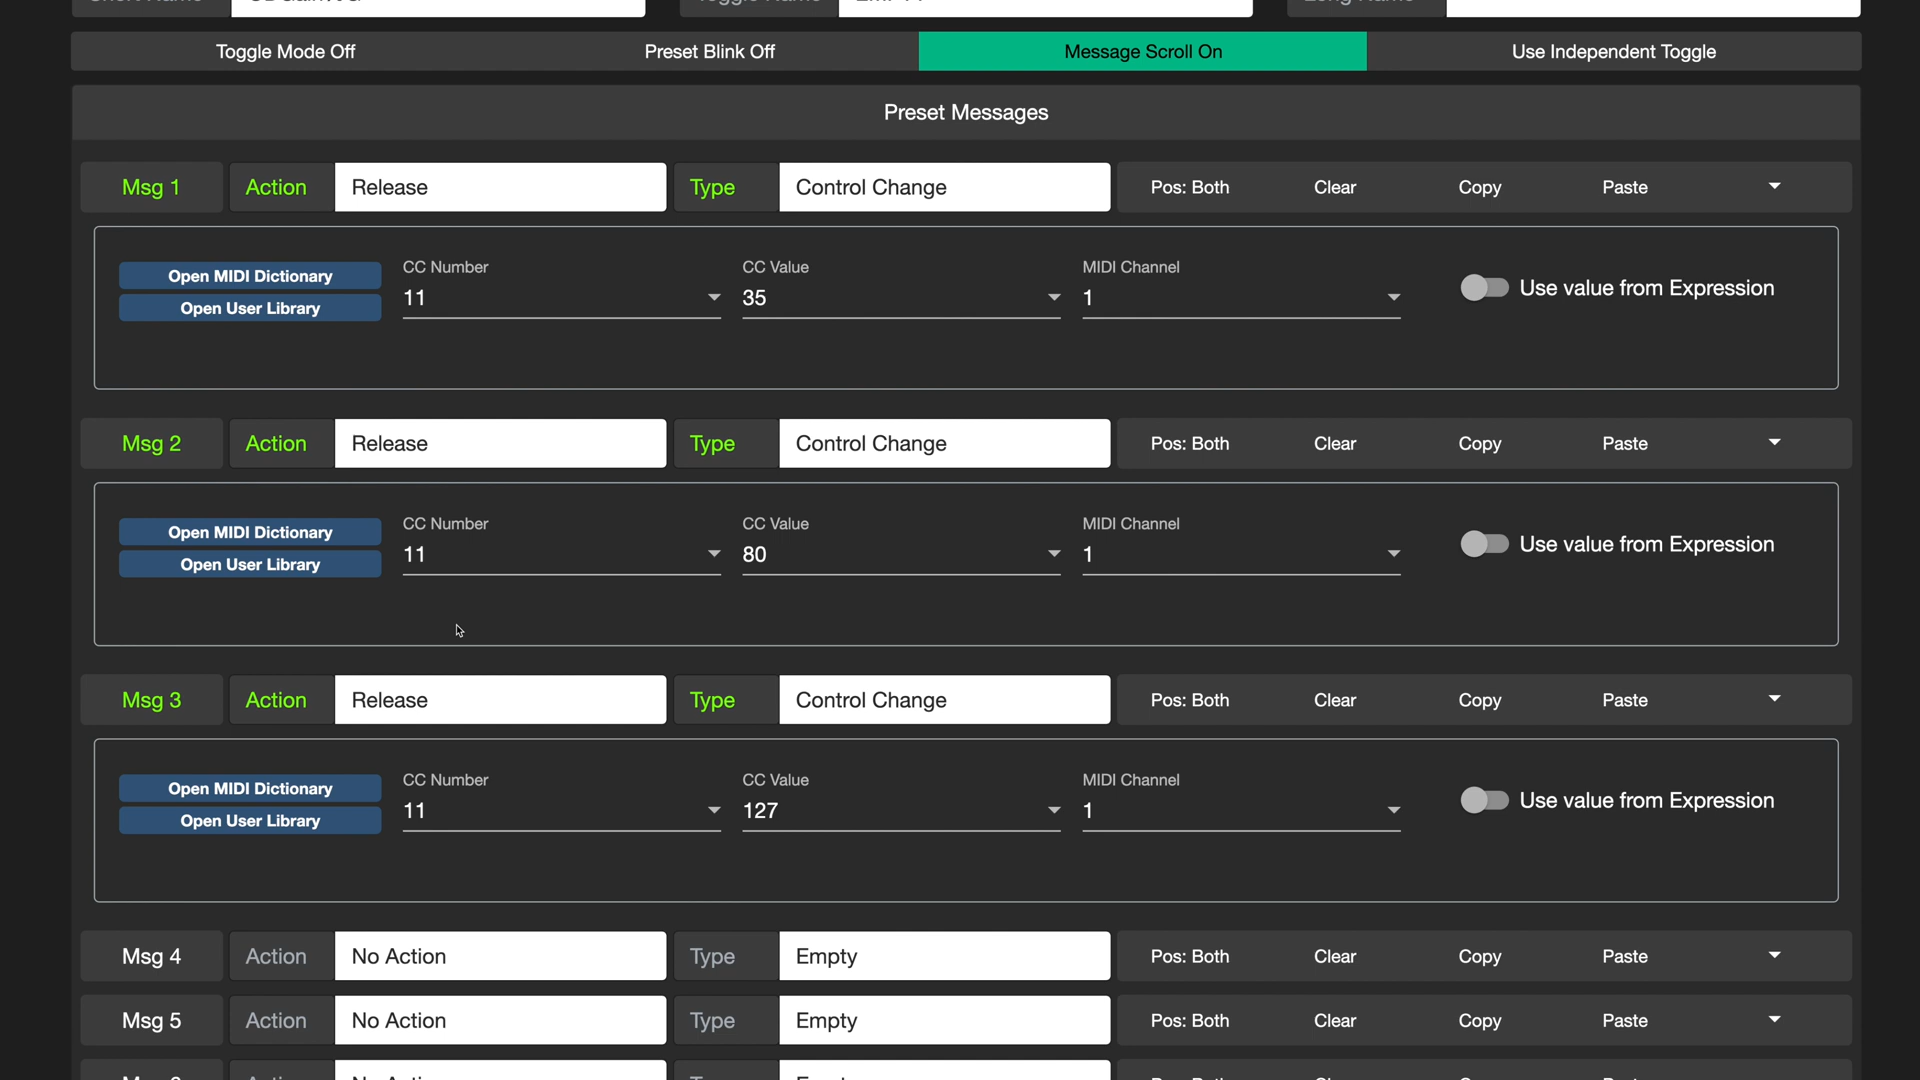 Toggle Mode Off Preset Blink Off Message Scroll On Use Independent Toggle
Preset Messages
Msg 1 Action Release Type Control Change Pos: Both Clear Copy Paste
Open MIDI Dictionary
Open User Library
CC Number
11
CC Value
35
MIDI Channel
1
Use value from Expression
Msg 2 Action Release Type Control Change Pos: Both Clear Copy Paste
Open MIDI Dictionary
Open User Library
CC Number
11
CC Value
80
MIDI Channel
1
Use value from Expression
Msg 3 Action Release Type Control Change Pos: Both Clear Copy Paste
Open MIDI Dictionary
Open User Library
CC Number
11
CC Value
127
MIDI Channel
1
Use value from Expression
Msg 4 Action No Action Type Empty Pos: Both Clear Copy Paste
Msg 5 Action No Action Type Empty Pos: Both Clear Copy Paste